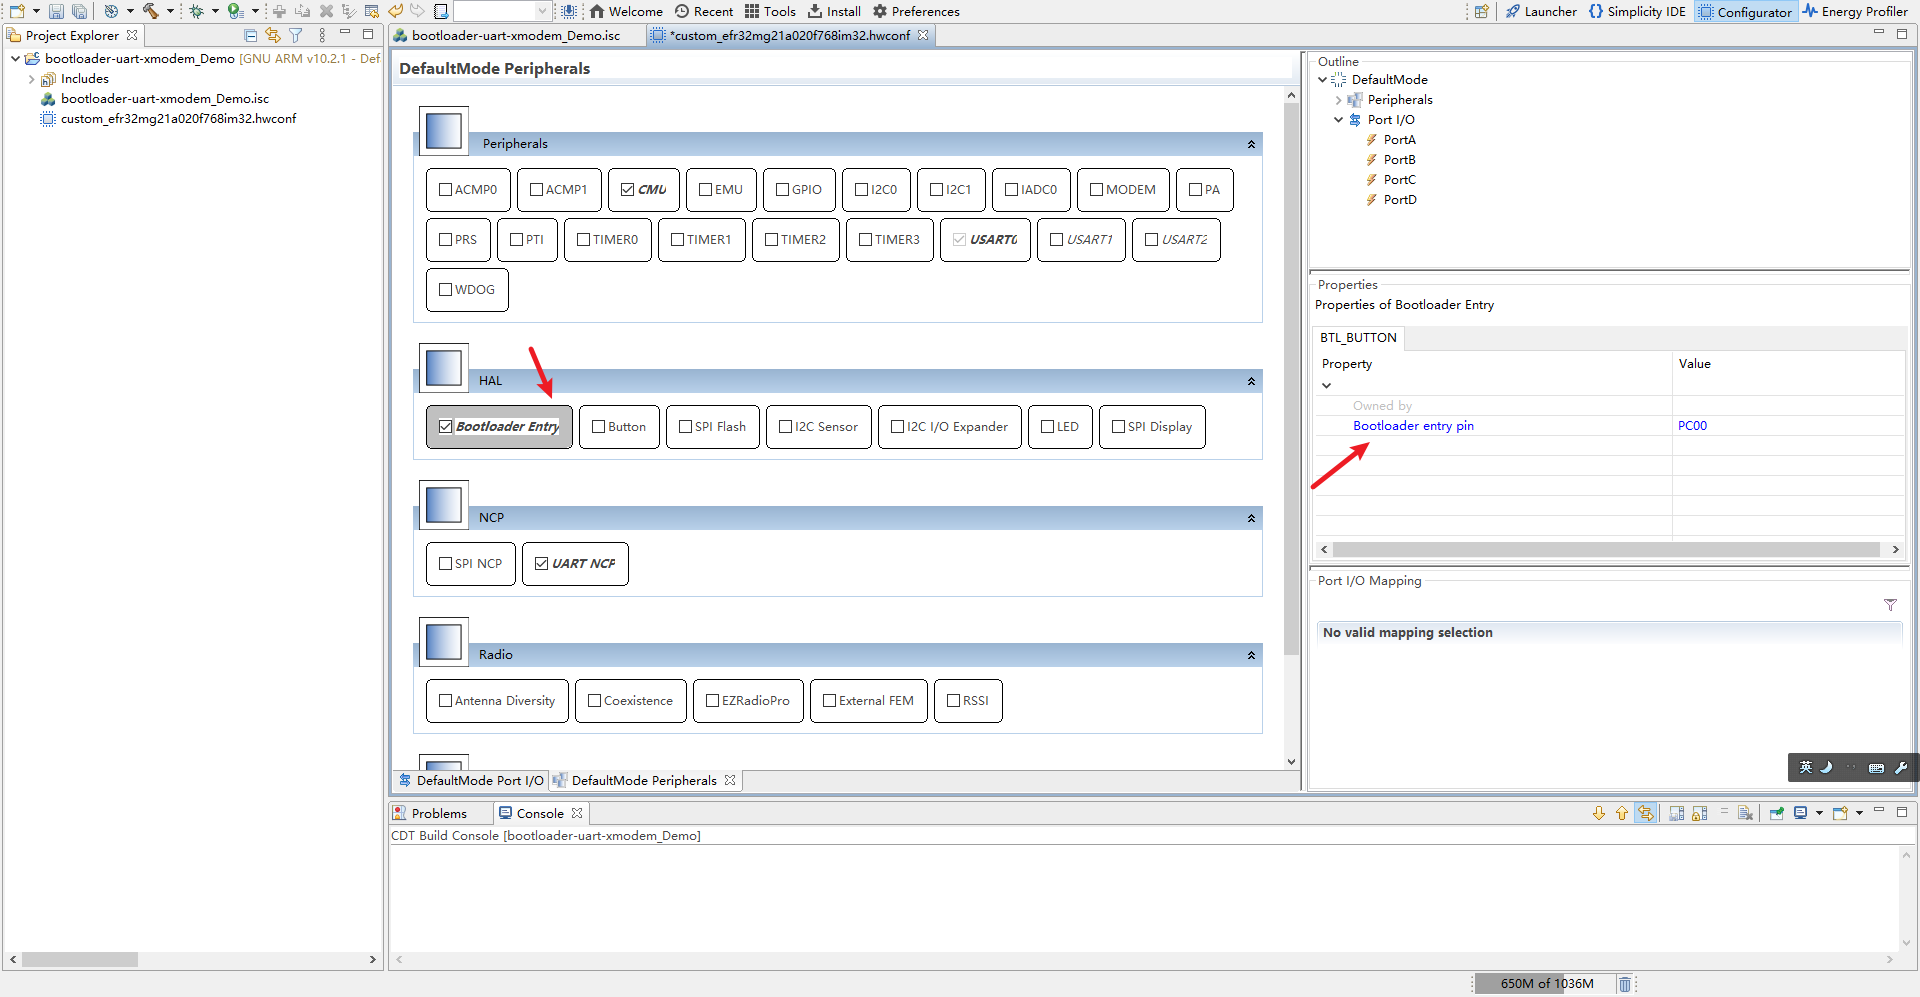 Welcome Recent Tools Install Preferences Launcher Simplicity IDE Configurator Energy Profiler
Project Explorer
bootloader-uart-xmodem_Demo [GNU ARM v10.2.1 - Def
Includes
bootloader-uart-xmodem_Demo.isc
custom_efr32mg21a020f768im32.hwconf
bootloader-uart-xmodem_Demo.isc *custom_efr32mg21a020f768im32.hwconf
DefaultMode Peripherals
Peripherals
ACMP0 ACMP1 CMU EMU GPIO I2C0 I2C1 IADC0 MODEM PA
PRS PTI TIMER0 TIMER1 TIMER2 TIMER3 USART0 USART1 USART2
WDOG
HAL
Bootloader Entry Button SPI Flash I2C Sensor I2C I/O Expander LED SPI Display
NCP
SPI NCP UART NCP
Radio
Antenna Diversity Coexistence EZRadioPro External FEM RSSI
DefaultMode Port I/O DefaultMode Peripherals
Outline
DefaultMode
Peripherals
Port I/O
PortA
PortB
PortC
PortD
Properties
Properties of Bootloader Entry
BTL_BUTTON
Property Value
Owned by
Bootloader entry pin PC00
Port I/O Mapping
No valid mapping selection
英
Problems Console
CDT Build Console [bootloader-uart-xmodem_Demo]
650M of 1036M